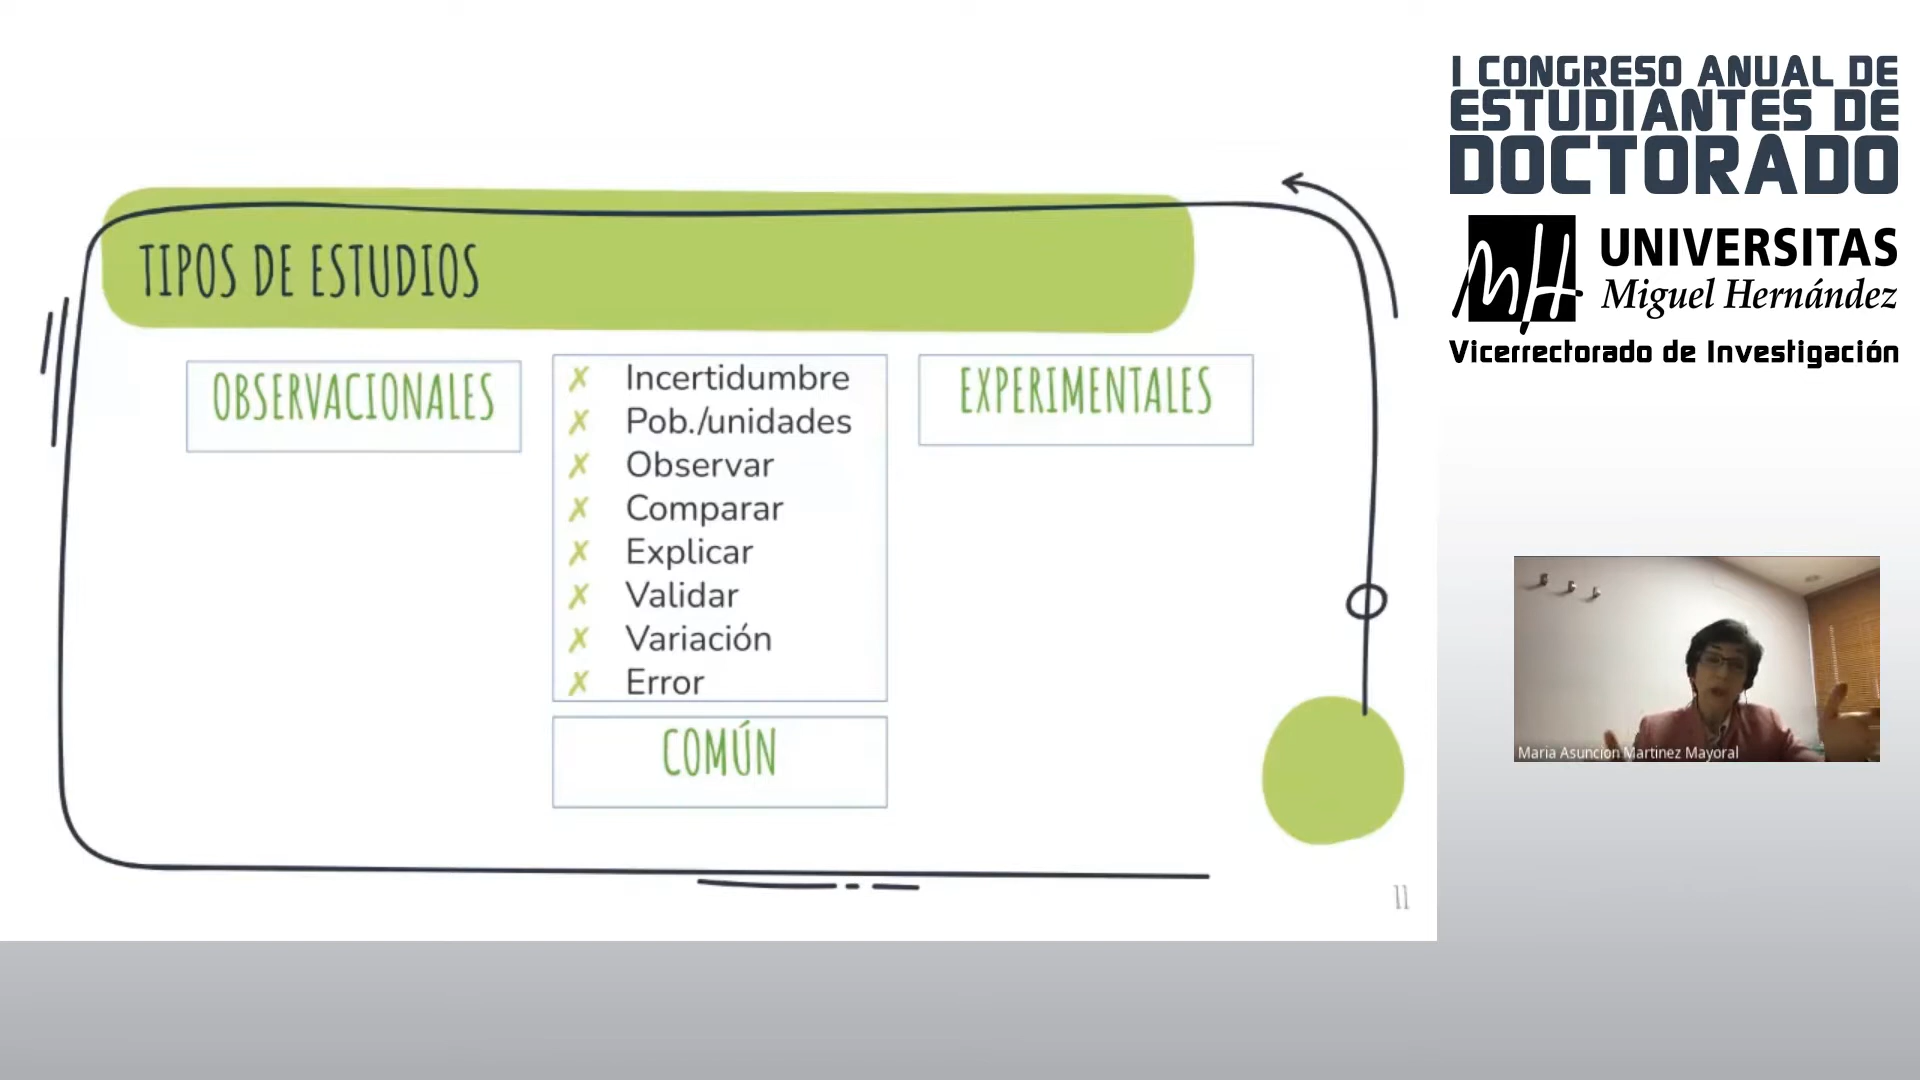 I CONGRESO ANUAL DE
ESTUDIANTES DE
DOCTORADO
MH UNIVERSITAS
Miguel Hernández
Vicerrectorado de Investigación
TIPOS DE ESTUDIOS
OBSERVACIONALES
✗ Incertidumbre
✗ Pob./unidades
✗ Observar
✗ Comparar
✗ Explicar
✗ Validar
✗ Variación
✗ Error
COMÚN
EXPERIMENTALES
11
Maria Asuncion Martinez Mayoral